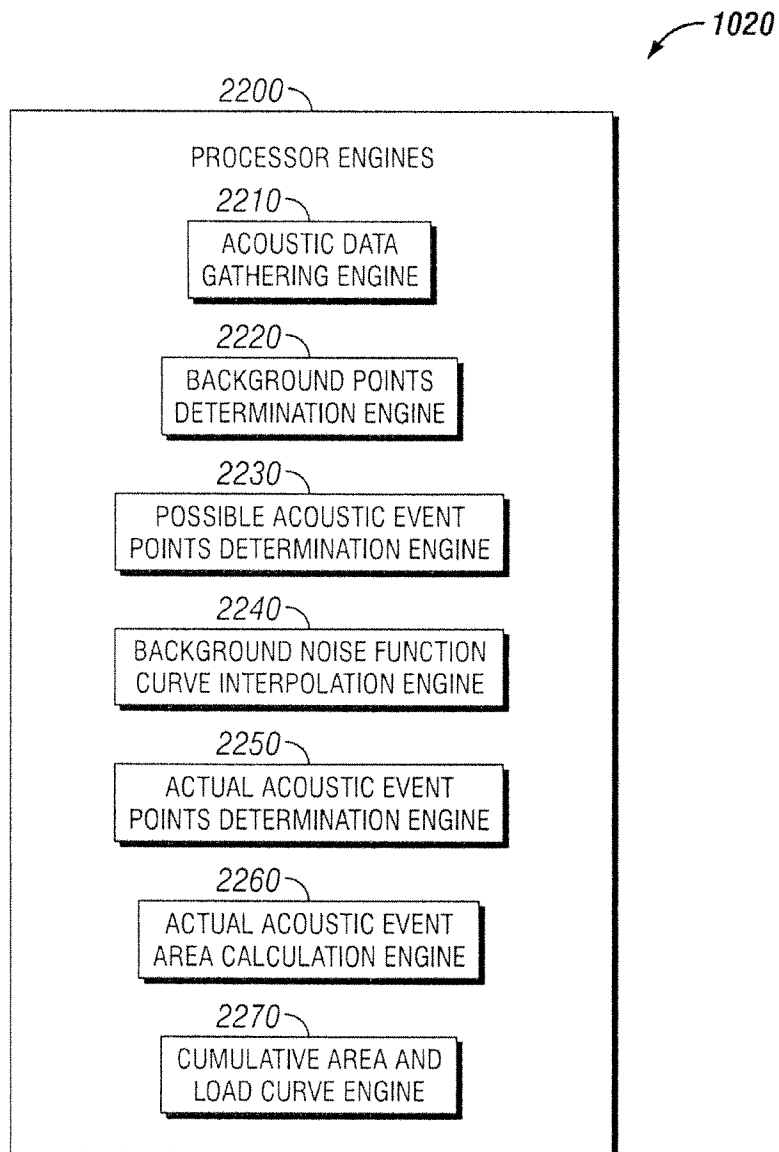 1020
2200
PROCESSOR ENGINES
2210
ACOUSTIC DATA
GATHERING ENGINE
2220
BACKGROUND POINTS
DETERMINATION ENGINE
2230
POSSIBLE ACOUSTIC EVENT
POINTS DETERMINATION ENGINE
2240
BACKGROUND NOISE FUNCTION
CURVE INTERPOLATION ENGINE
2250
ACTUAL ACOUSTIC EVENT
POINTS DETERMINATION ENGINE
2260
ACTUAL ACOUSTIC EVENT
AREA CALCULATION ENGINE
2270
CUMULATIVE AREA AND
LOAD CURVE ENGINE